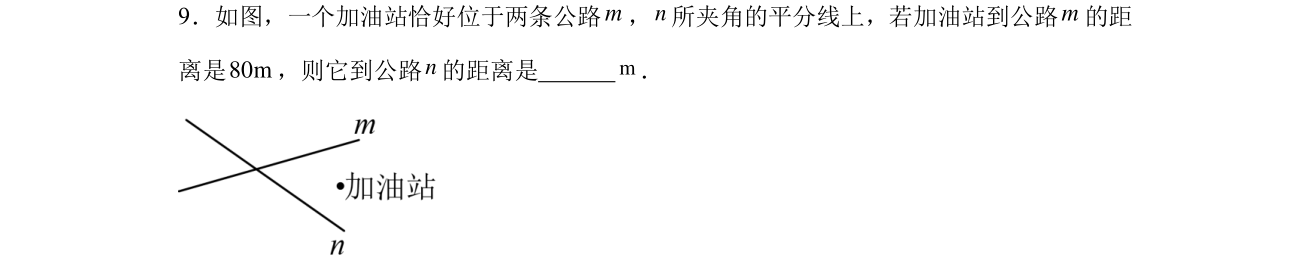 9．如图，一个加油站恰好位于两条公路m，n所夹角的平分线上，若加油站到公路m的距
离是80m，则它到公路n的距离是______m．
m
加油站
n